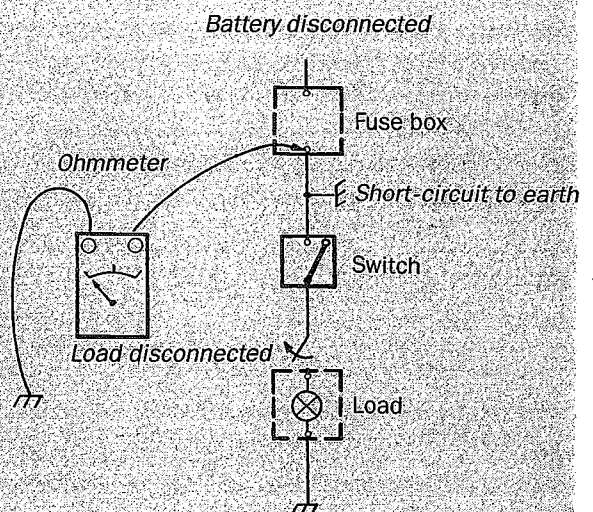 Battery disconnected
Fuse box
Ohmmeter
Short-circuit to earth
Switch
Load disconnected
Load